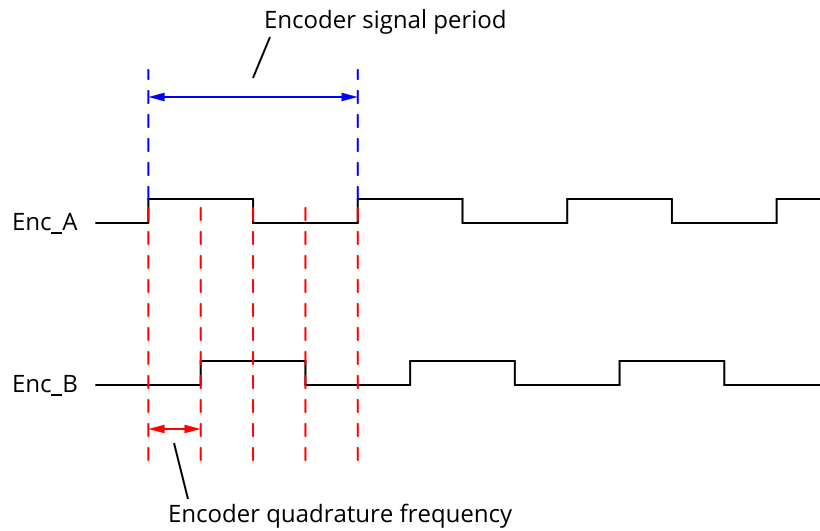 Encoder signal period
Enc_A
Enc_B
Encoder quadrature frequency